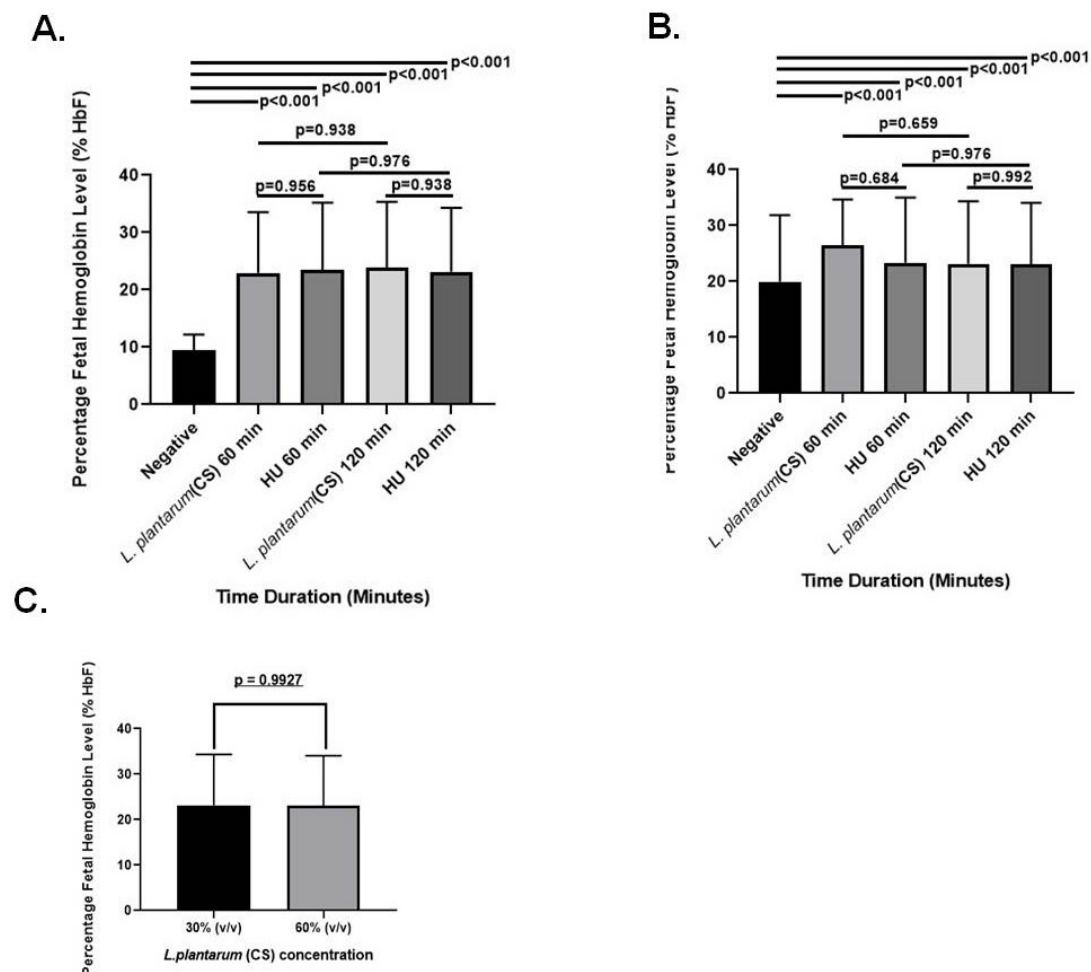 A.
p<0.001
p<0.001
p<0.001
p<0.001
p=0.938
p=0.976
p=0.956
p=0.938
Percentage Fetal Hemoglobin Level (% HbF)
40
30
20
10
0
Negative
L. plantarum(CS) 60 min
HU 60 min
L. plantarum(CS) 120 min
HU 120 min
Time Duration (Minutes)
B.
p<0.001
p<0.001
p<0.001
p<0.001
p=0.659
p=0.976
p=0.684
p=0.992
Percentage Fetal Hemoglobin Level (% HbF)
40
30
20
10
0
Negative
L. plantarum(CS) 60 min
HU 60 min
L. plantarum(CS) 120 min
HU 120 min
Time Duration (Minutes)
C.
p = 0.9927
Percentage Fetal Hemoglobin Level (% HbF)
40
30
20
10
0
30% (v/v)
60% (v/v)
L.plantarum (CS) concentration